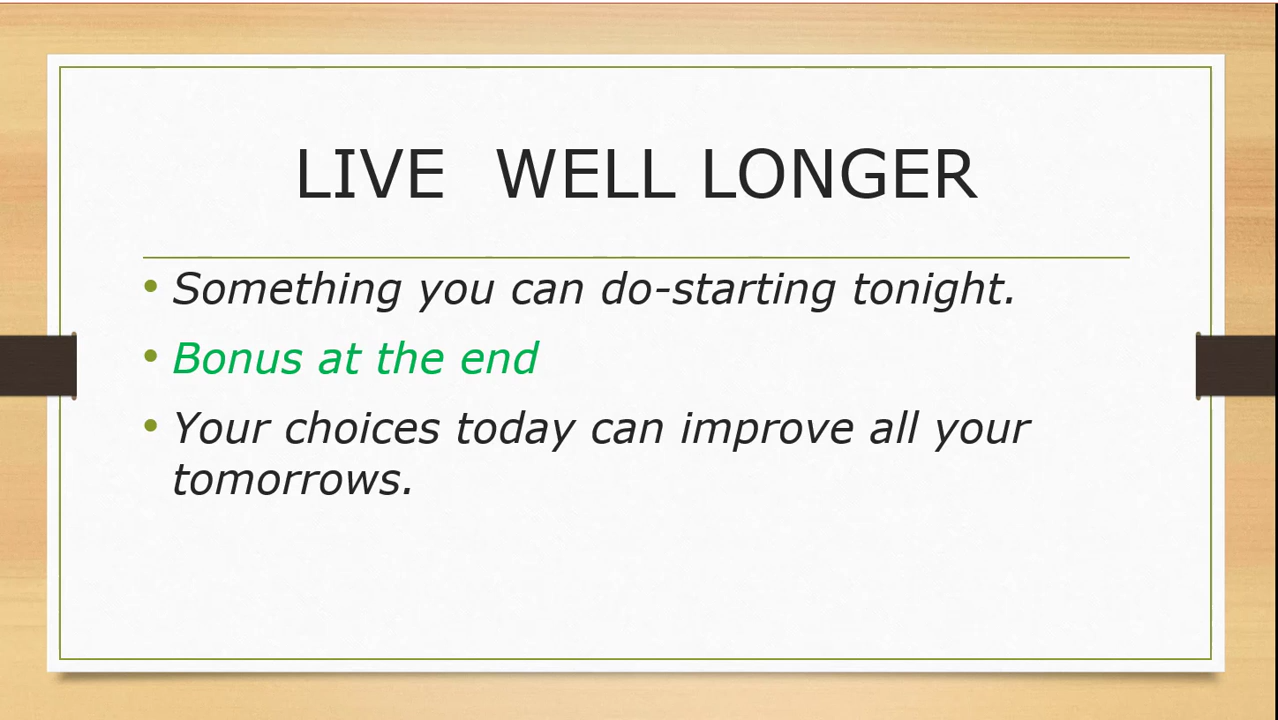 LIVE  WELL LONGER
• Something you can do-starting tonight.
• Bonus at the end
• Your choices today can improve all your
tomorrows.